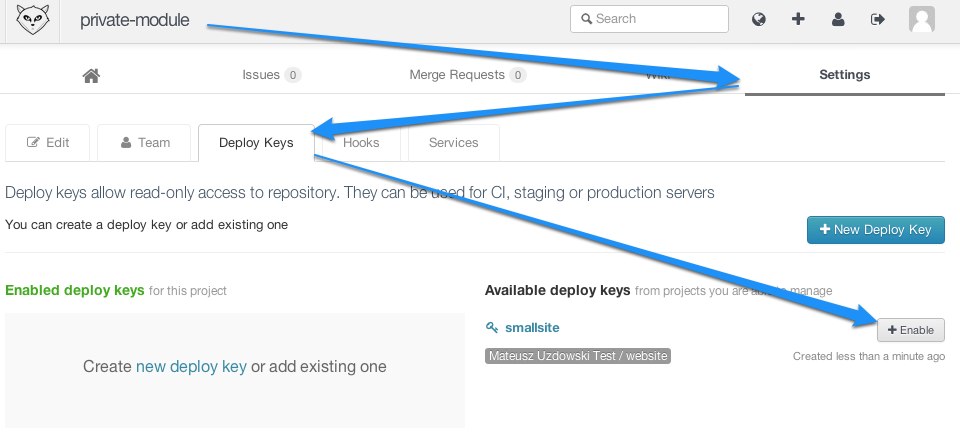 private-module
Search
Issues 0
Merge Requests 0
Wiki
Settings
Edit
Team
Deploy Keys
Hooks
Services
Deploy keys allow read-only access to repository. They can be used for CI, staging or production servers
You can create a deploy key or add existing one
New Deploy Key
Enabled deploy keys for this project
Create new deploy key or add existing one
Available deploy keys from projects you are able to manage
smallsite
Enable
Mateusz Uzdowski Test / website
Created less than a minute ago